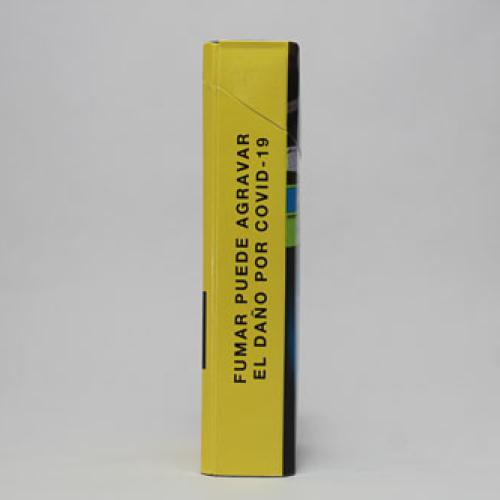 FUMAR PUEDE AGRAVAR
EL DAÑO POR COVID-19